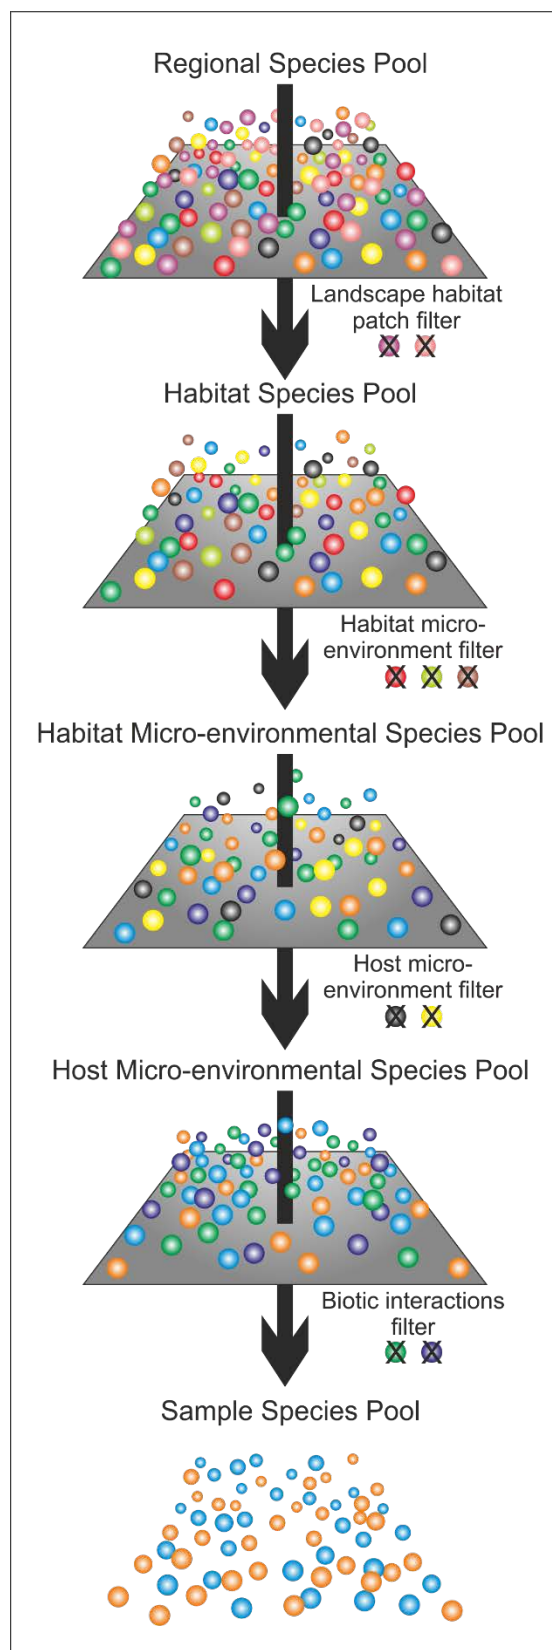 Regional Species Pool
Landscape habitat
patch filter
X X
Habitat Species Pool
Habitat micro-
environment filter
X X X
Habitat Micro-environmental Species Pool
Host micro-
environment filter
X X
Host Micro-environmental Species Pool
Biotic interactions
filter
X X
Sample Species Pool